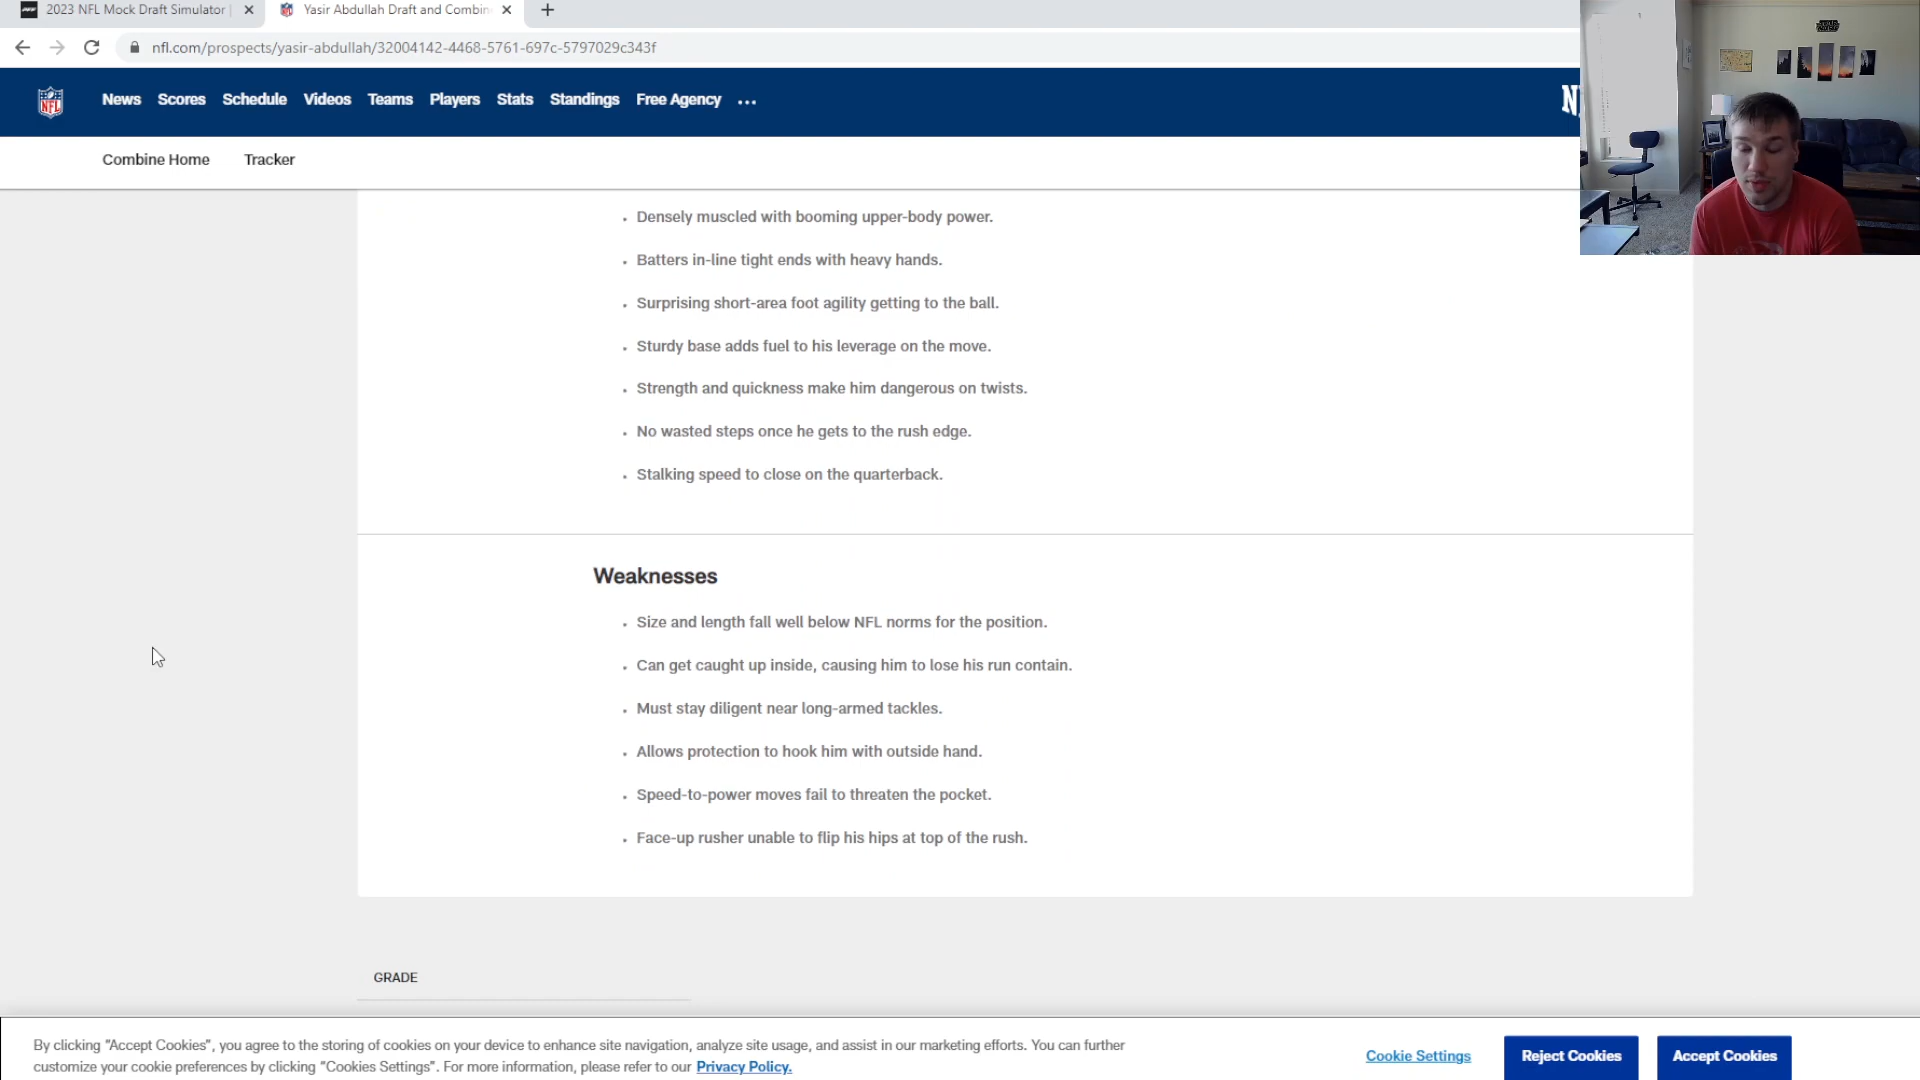 2023 NFL Mock Draft Simulator |
Yasir Abdullah Draft and Combin
nfl.com/prospects/yasir-abdullah/32004142-4468-5761-697c-5797029c343f
NFL
News
Scores
Schedule
Videos
Teams
Players
Stats
Standings
Free Agency
...
Combine Home
Tracker
• Densely muscled with booming upper-body power.
• Batters in-line tight ends with heavy hands.
• Surprising short-area foot agility getting to the ball.
• Sturdy base adds fuel to his leverage on the move.
• Strength and quickness make him dangerous on twists.
• No wasted steps once he gets to the rush edge.
• Stalking speed to close on the quarterback.
Weaknesses
• Size and length fall well below NFL norms for the position.
• Can get caught up inside, causing him to lose his run contain.
• Must stay diligent near long-armed tackles.
• Allows protection to hook him with outside hand.
• Speed-to-power moves fail to threaten the pocket.
• Face-up rusher unable to flip his hips at top of the rush.
GRADE
By clicking "Accept Cookies", you agree to the storing of cookies on your device to enhance site navigation, analyze site usage, and assist in our marketing efforts. You can further
customize your cookie preferences by clicking "Cookies Settings". For more information, please refer to our Privacy Policy.
Cookie Settings
Reject Cookies
Accept Cookies